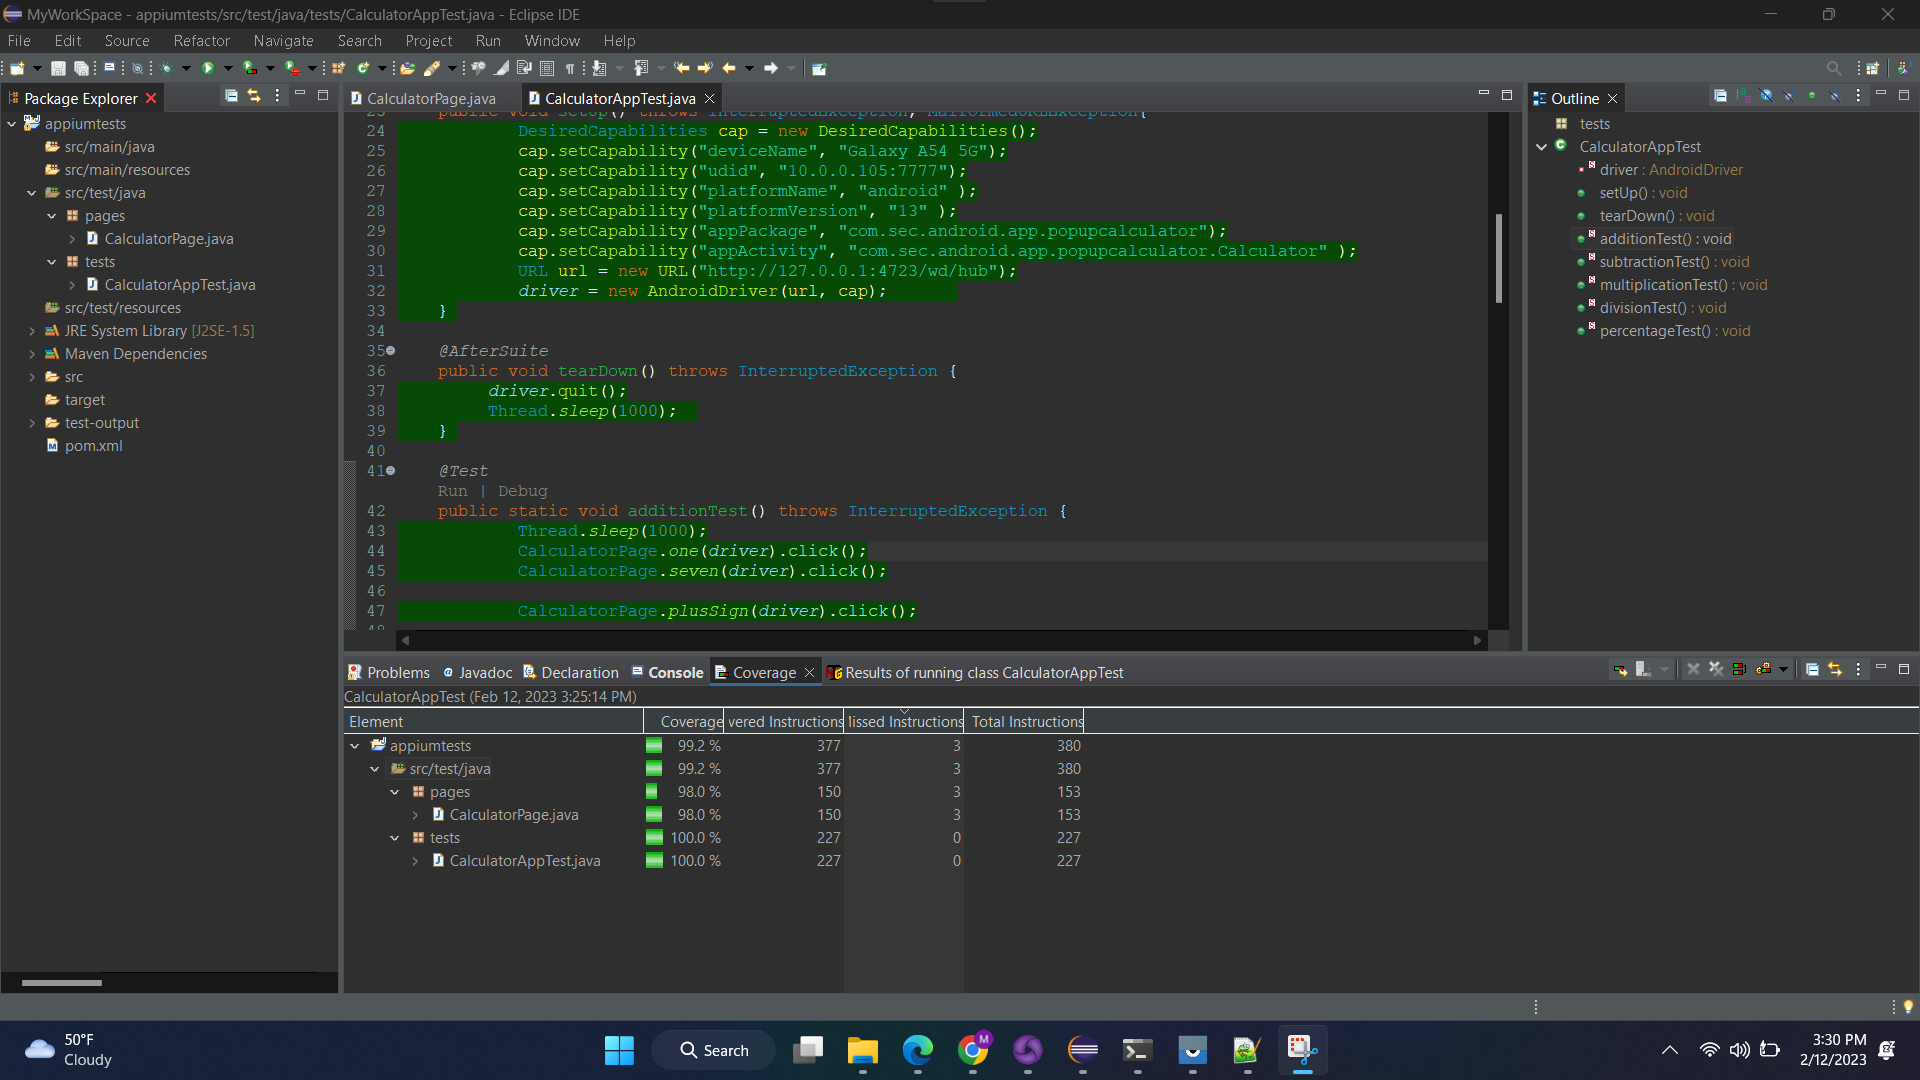 MyWorkSpace - appiumtests/src/test/java/tests/CalculatorAppTest.java - Eclipse IDE
File Edit Source Refactor Navigate Search Project Run Window Help
Package Explorer
appiumtests
src/main/java
src/main/resources
src/test/java
pages
CalculatorPage.java
tests
CalculatorAppTest.java
src/test/resources
JRE System Library [J2SE-1.5]
Maven Dependencies
src
target
test-output
pom.xml
CalculatorPage.java
CalculatorAppTest.java
23 public void setUp() throws InterruptedException, MalformedURLException{
24 DesiredCapabilities cap = new DesiredCapabilities();
25 cap.setCapability("deviceName", "Galaxy A54 5G");
26 cap.setCapability("udid", "10.0.0.105:7777");
27 cap.setCapability("platformName", "android" );
28 cap.setCapability("platformVersion", "13" );
29 cap.setCapability("appPackage", "com.sec.android.app.popupcalculator");
30 cap.setCapability("appActivity", "com.sec.android.app.popupcalculator.Calculator" );
31 URL url = new URL("http://127.0.0.1:4723/wd/hub");
32 driver = new AndroidDriver(url, cap);
33 }
34
35 @AfterSuite
36 public void tearDown() throws InterruptedException {
37 driver.quit();
38 Thread.sleep(1000);
39 }
40
41 @Test
Run | Debug
42 public static void additionTest() throws InterruptedException {
43 Thread.sleep(1000);
44 CalculatorPage.one(driver).click();
45 CalculatorPage.seven(driver).click();
46
47 CalculatorPage.plusSign(driver).click();
48
Outline
tests
CalculatorAppTest
driver : AndroidDriver
setUp() : void
tearDown() : void
additionTest() : void
subtractionTest() : void
multiplicationTest() : void
divisionTest() : void
percentageTest() : void
Problems Javadoc Declaration Console Coverage Results of running class CalculatorAppTest
CalculatorAppTest (Feb 12, 2023 3:25:14 PM)
Element Coverage vered Instructions lissed Instructions Total Instructions
appiumtests 99.2 % 377 3 380
src/test/java 99.2 % 377 3 380
pages 98.0 % 150 3 153
CalculatorPage.java 98.0 % 150 3 153
tests 100.0 % 227 0 227
CalculatorAppTest.java 100.0 % 227 0 227
50°F
Cloudy
Search
M
3:30 PM
2/12/2023